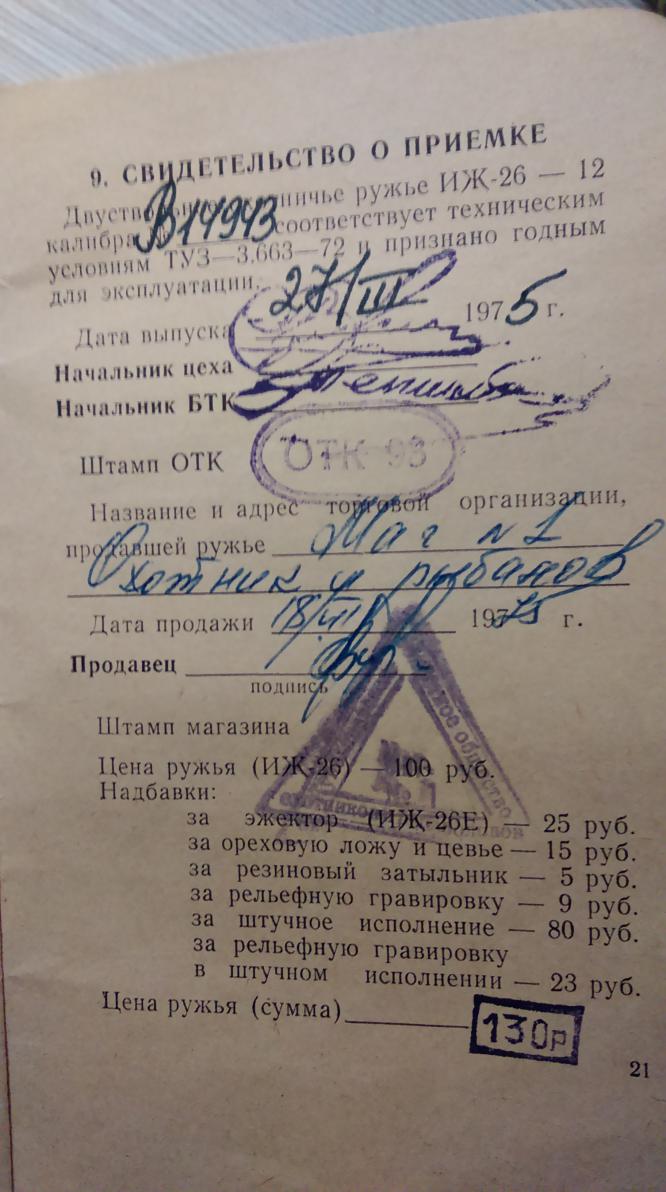 9. СВИДЕТЕЛЬСТВО О ПРИЕМКЕ
ничье ружье ИЖ-26 — 12
калибра В14943 соответствует техническим
условиям ТУЗ—3.663—72 и признано годным
для эксплуатации.
Дата выпуска 27/III 1975 г.
Начальник цеха
Начальник БТК
Штамп ОТК ОТК 93
Название и адрес торговой организации,
продавшей ружье Маг №1
Охотник и рыбалов
Дата продажи 18/VII 1975 г.
Продавец
подпись
Штамп магазина
Цена ружья (ИЖ-26) — 100 руб.
Надбавки:
за эжектор (ИЖ-26Е) — 25 руб.
за ореховую ложу и цевье — 15 руб.
за резиновый затыльник — 5 руб.
за рельефную гравировку — 9 руб.
за штучное исполнение — 80 руб.
за рельефную гравировку
в штучном исполнении — 23 руб.
Цена ружья (сумма) 130р
21